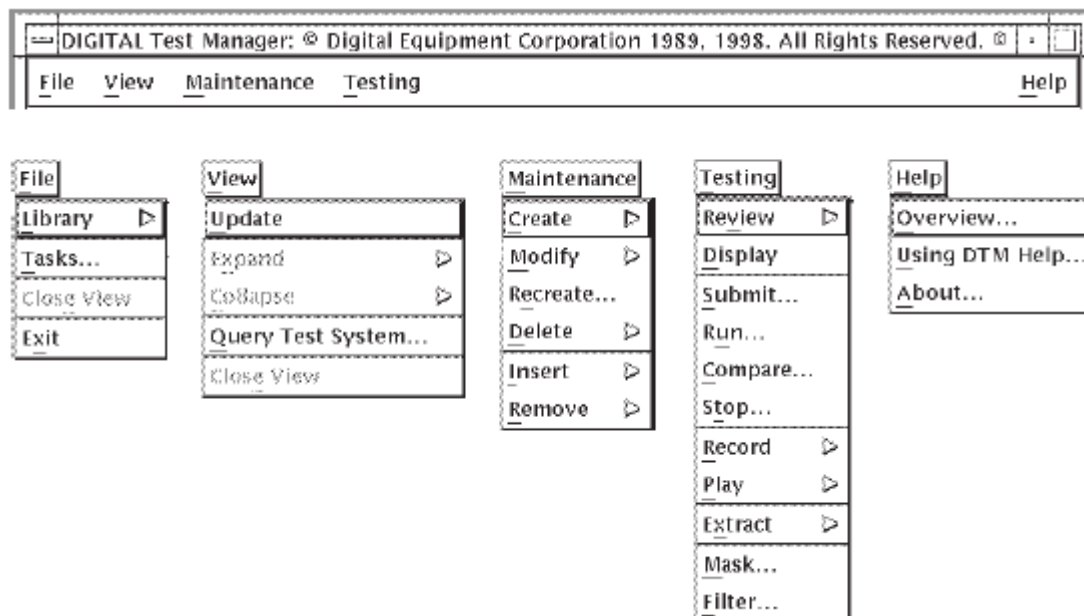 DIGITAL Test Manager: © Digital Equipment Corporation 1989, 1998. All Rights Reserved. ©
File View Maintenance Testing Help
File
Library
Tasks...
Close View
Exit
View
Update
Expand
Collapse
Query Test System...
Close View
Maintenance
Create
Modify
Recreate...
Delete
Insert
Remove
Testing
Review
Display
Submit...
Run...
Compare...
Stop...
Record
Play
Extract
Mask...
Filter...
Help
Overview...
Using DTM Help...
About...